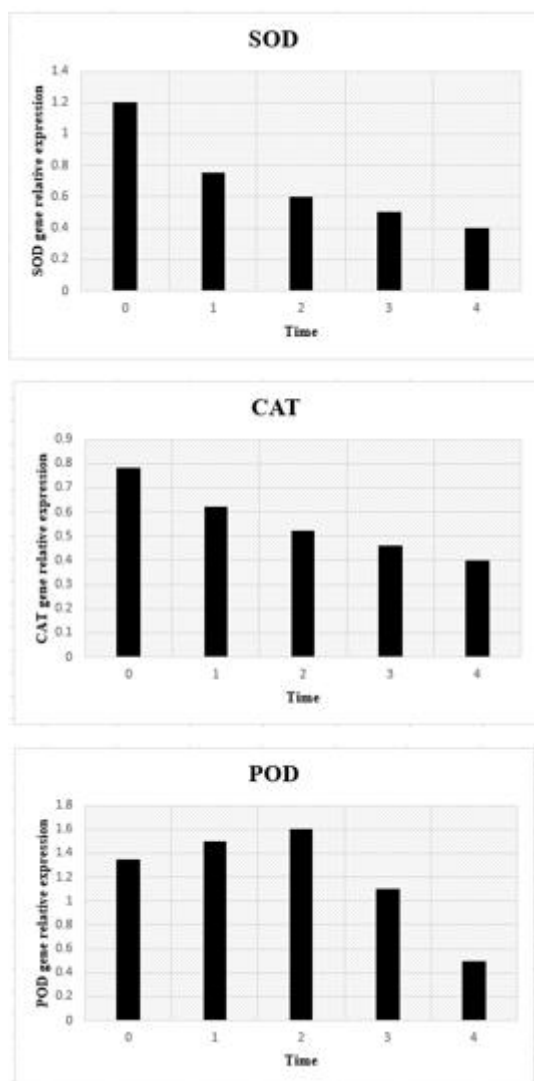 SOD
SOD gene relative expression
1.4
1.2
1
0.8
0.6
0.4
0.2
0
0 1 2 3 4
Time
CAT
CAT gene relative expression
0.9
0.8
0.7
0.6
0.5
0.4
0.3
0.2
0.1
0
0 1 2 3 4
Time
POD
POD gene relative expression
1.8
1.6
1.4
1.2
1
0.8
0.6
0.4
0.2
0
0 1 2 3 4
Time